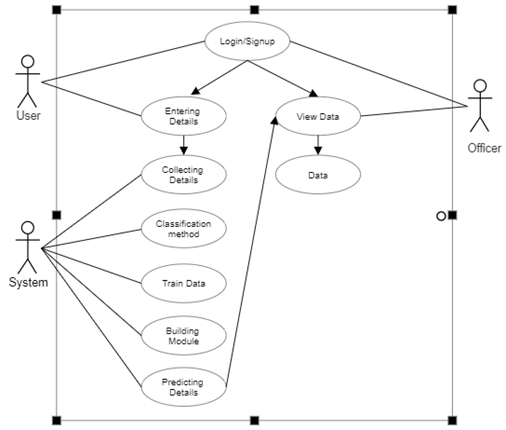 Login/Signup
User
Entering
Details
View Data
Officer
Collecting
Details
Data
Classification
method
System
Train Data
Building
Module
Predicting
Details